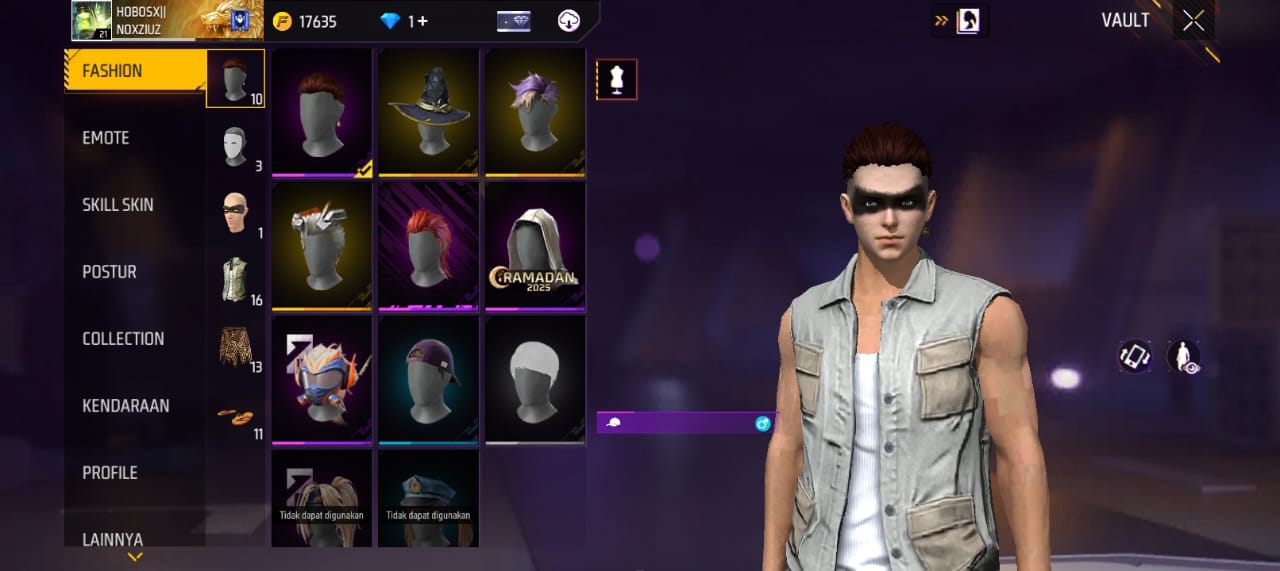 HOBOSX||
NOXZIUZ
21
17635
1+
VAULT
FASHION
10
EMOTE
3
SKILL SKIN
1
POSTUR
16
RAMADAN
2025
COLLECTION
13
KENDARAAN
11
PROFILE
Tidak dapat digunakan
Tidak dapat digunakan
LAINNYA